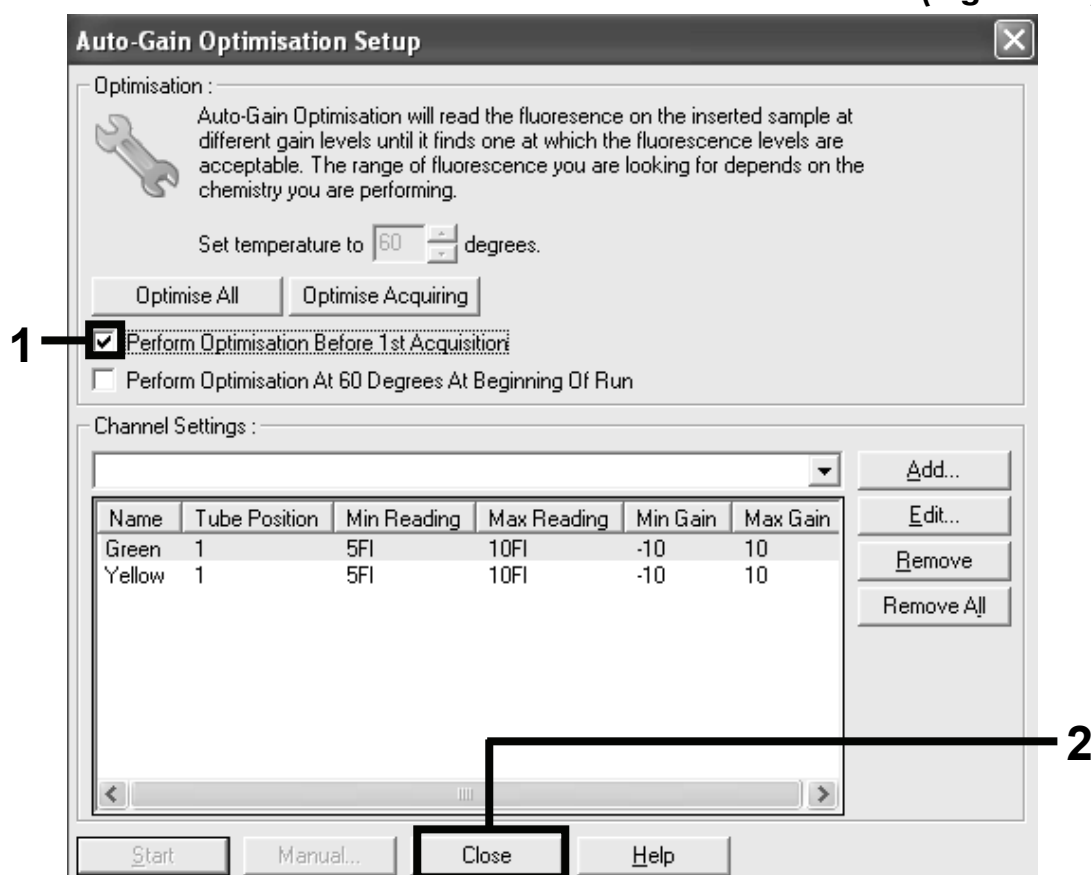 Auto-Gain Optimisation Setup
Optimisation :
Auto-Gain Optimisation will read the fluoresence on the inserted sample at
different gain levels until it finds one at which the fluorescence levels are
acceptable. The range of fluorescence you are looking for depends on the
chemistry you are performing.
Set temperature to 60 degrees.
Optimise All Optimise Acquiring
1
Perform Optimisation Before 1st Acquisition
Perform Optimisation At 60 Degrees At Beginning Of Run
Channel Settings :
Add...
Name Tube Position Min Reading Max Reading Min Gain Max Gain
Edit...
Green 1 5Fl 10Fl -10 10
Yellow 1 5Fl 10Fl -10 10
Remove
Remove All
2
Start Manual... Close Help